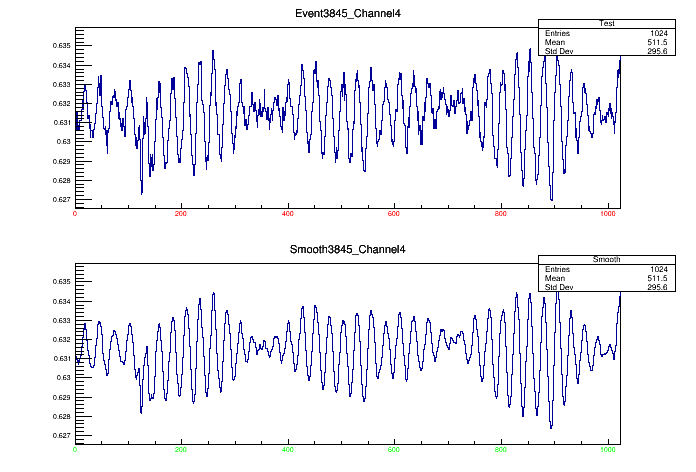 Event3845_Channel4
Test
Entries 1024
Mean 511.5
Std Dev 295.6
0.635
0.634
0.633
0.632
0.631
0.63
0.629
0.628
0.627
0 200 400 600 800 1000
Smooth3845_Channel4
Smooth
Entries 1024
Mean 511.5
Std Dev 295.6
0.635
0.634
0.633
0.632
0.631
0.63
0.629
0.628
0.627
0 200 400 600 800 1000